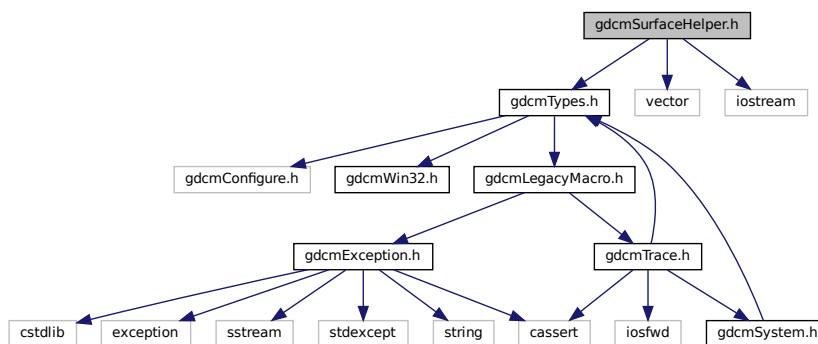 gdcmSurfaceHelper.h
gdcmTypes.h
vector
iostream
gdcmConfigure.h
gdcmWin32.h
gdcmLegacyMacro.h
gdcmException.h
gdcmTrace.h
cstdlib
exception
sstream
stdexcept
string
cassert
iosfwd
gdcmSystem.h